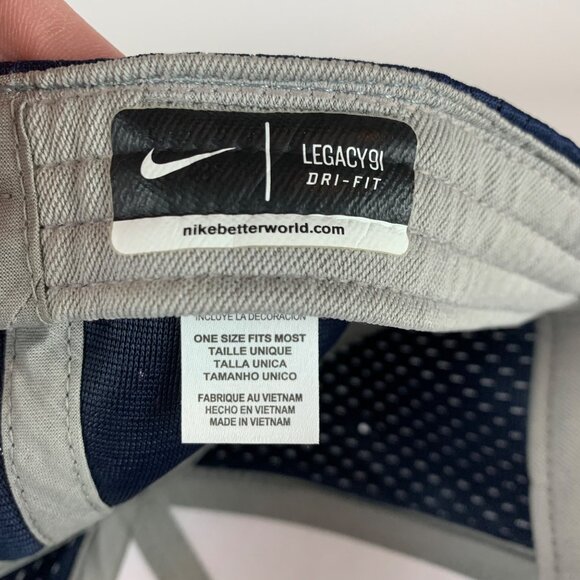 LEGACY91
DRI-FIT
nikebetterworld.com
INCLUYE LA DECORACIÓN
ONE SIZE FITS MOST
TAILLE UNIQUE
TALLA UNICA
TAMANHO UNICO
FABRIQUE AU VIETNAM
HECHO EN VIETNAM
MADE IN VIETNAM